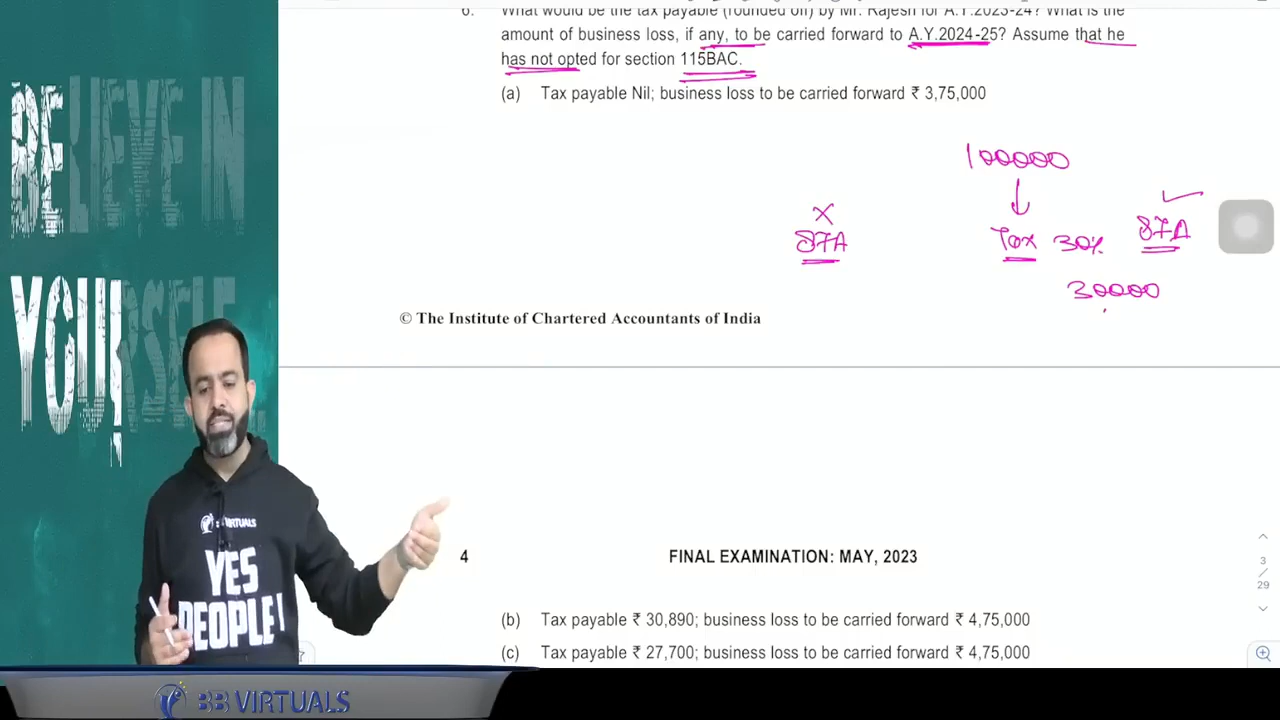 BELIEVE IN
YOURSELF.
6. What would be the tax payable (rounded off) by Mr. Rajesh for A.Y.2023-24? What is the
amount of business loss, if any, to be carried forward to A.Y.2024-25? Assume that he
has not opted for section 115BAC.
(a) Tax payable Nil; business loss to be carried forward ₹ 3,75,000
100000
87A
Tax 30% 87A
30000
© The Institute of Chartered Accountants of India
BB VIRTUALS
YES
PEOPLE!
4 FINAL EXAMINATION: MAY, 2023
3
/
29
(b) Tax payable ₹ 30,890; business loss to be carried forward ₹ 4,75,000
(c) Tax payable ₹ 27,700; business loss to be carried forward ₹ 4,75,000
BB VIRTUALS